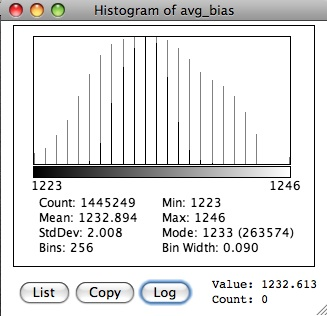 Histogram of avg_bias
1223 1246
Count: 1445249 Min: 1223
Mean: 1232.894 Max: 1246
StdDev: 2.008 Mode: 1233 (263574)
Bins: 256 Bin Width: 0.090
List Copy Log Value: 1232.613
Count: 0